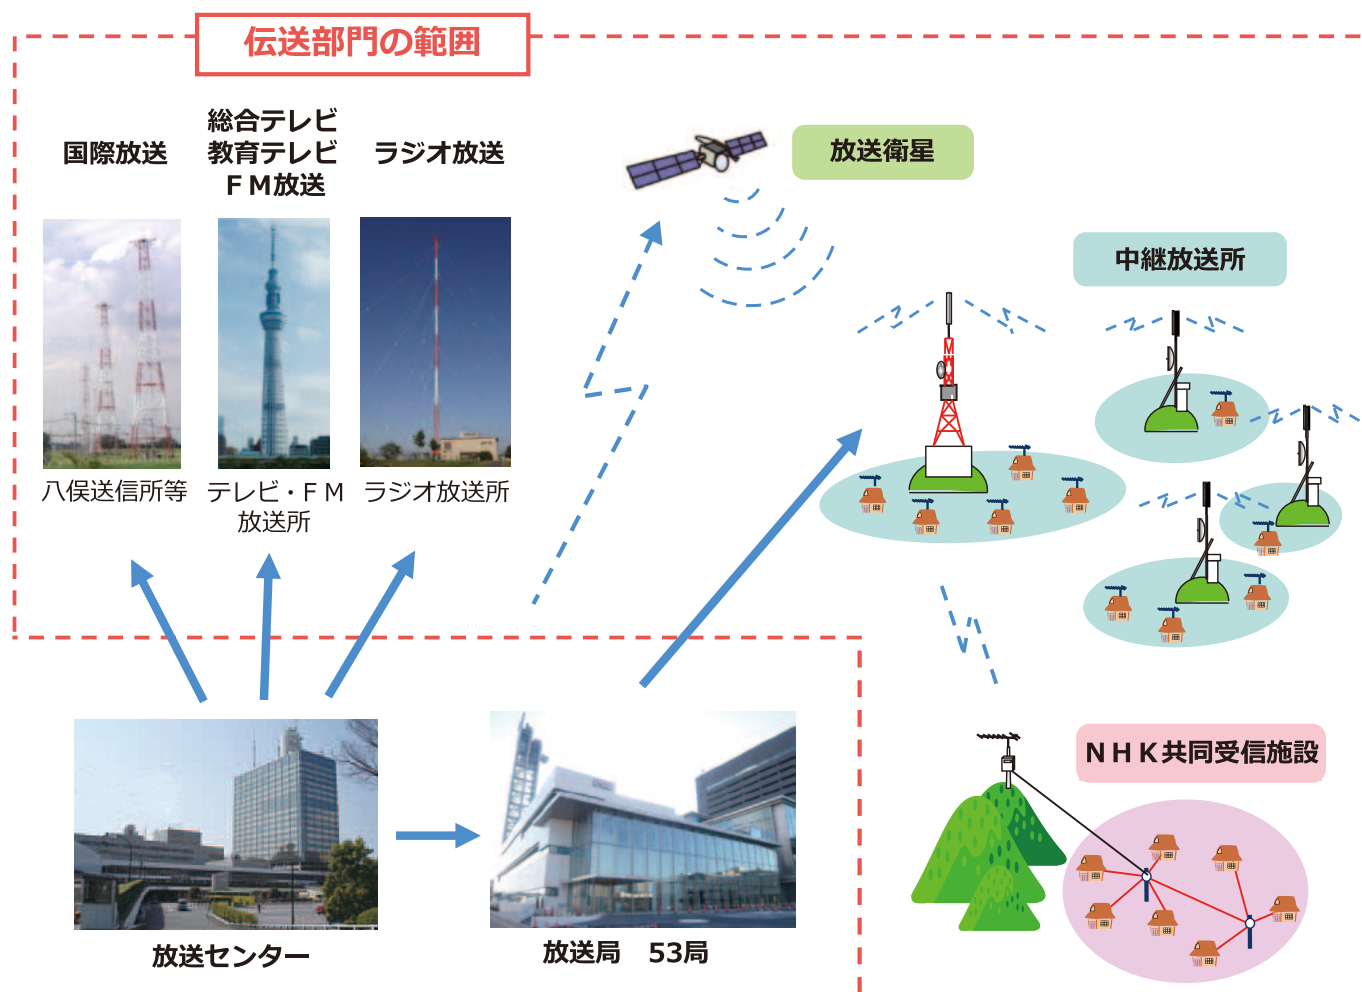 伝送部門の範囲
国際放送
総合テレビ
教育テレビ
ＦＭ放送
ラジオ放送
放送衛星
中継放送所
八俣送信所等
テレビ・ＦＭ
放送所
ラジオ放送所
ＮＨＫ共同受信施設
放送センター
放送局　53局